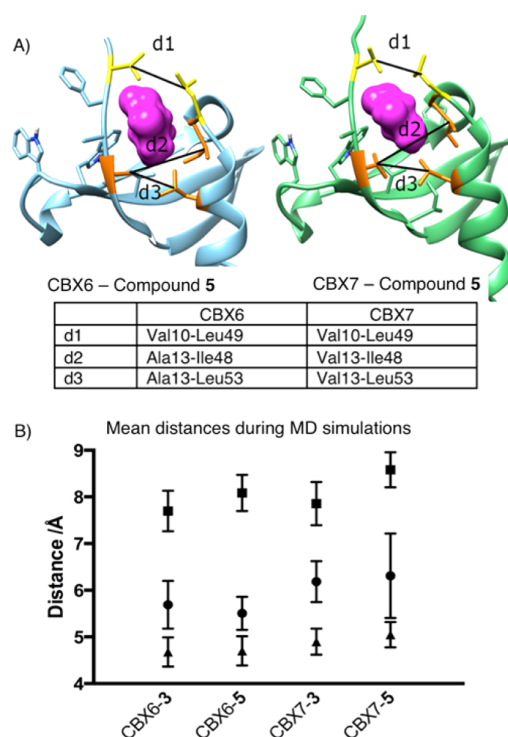 A)
d1
d2
d3
d1
d2
d3
CBX6 – Compound 5
CBX7 – Compound 5
CBX6 CBX7
d1 Val10-Leu49 Val10-Leu49
d2 Ala13-Ile48 Val13-Ile48
d3 Ala13-Leu53 Val13-Leu53
B)
Mean distances during MD simulations
Distance /Å
9
8
7
6
5
4
CBX6-3
CBX6-5
CBX7-3
CBX7-5